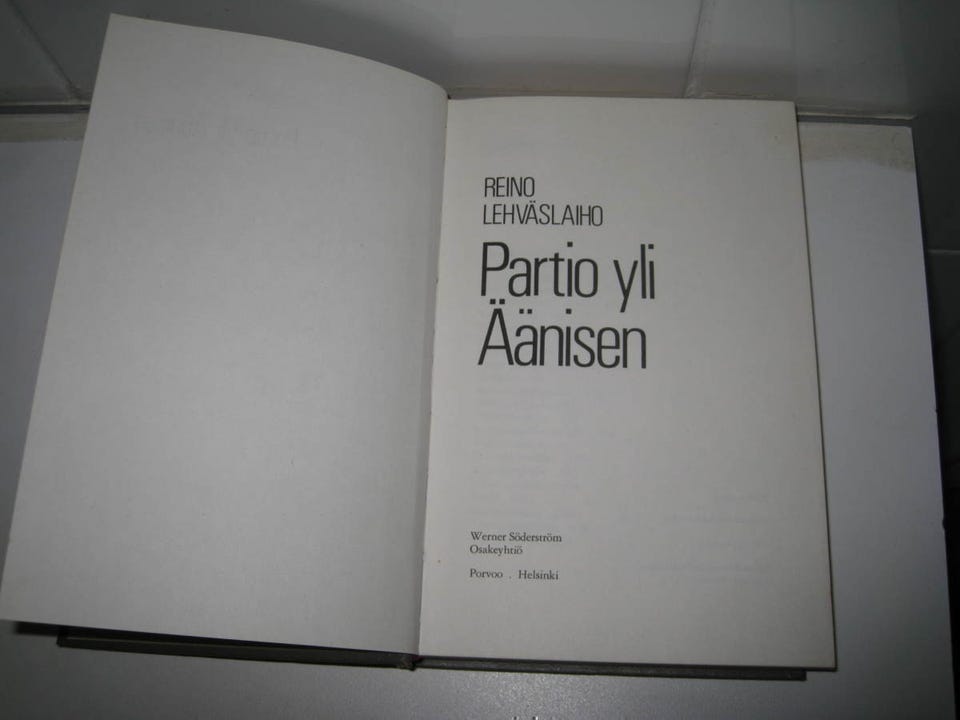 REINO
LEHVÄSLAIHO
Partio yli
Äänisen
Werner Söderström
Osakeyhtiö
Porvoo . Helsinki